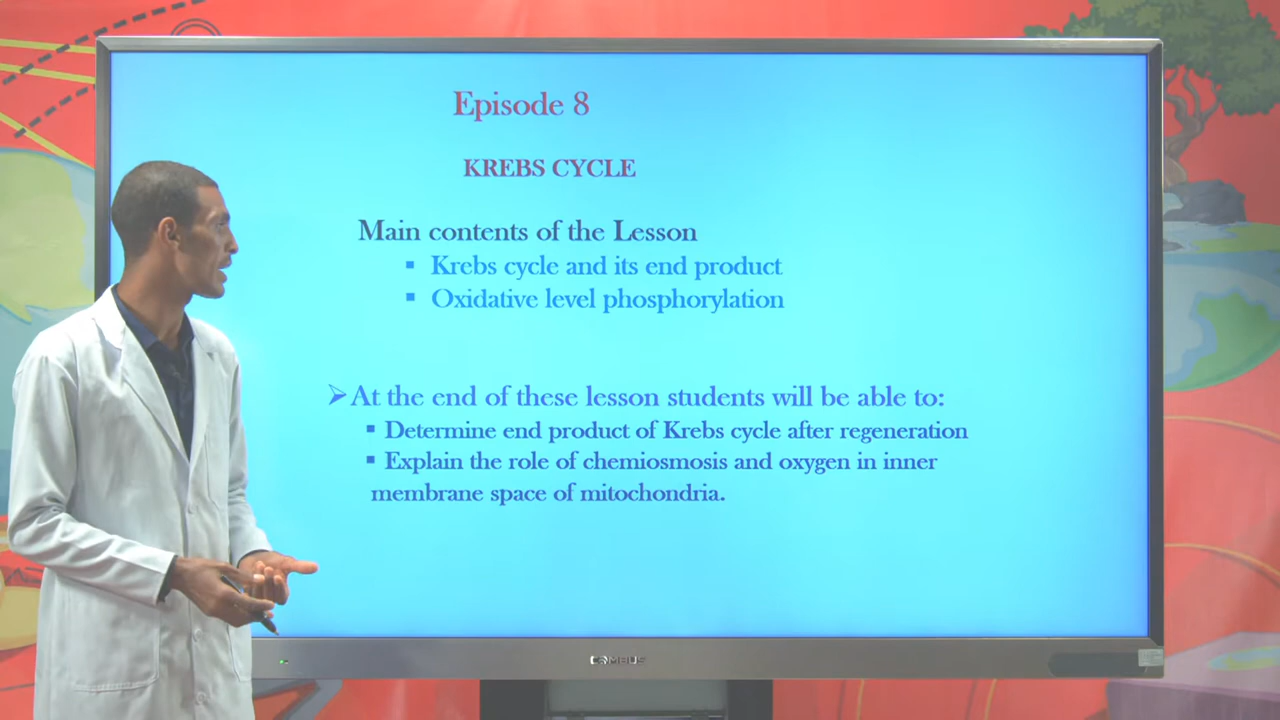 Episode 8
KREBS CYCLE
Main contents of the Lesson
▪ Krebs cycle and its end product
▪ Oxidative level phosphorylation
➢At the end of these lesson students will be able to:
▪ Determine end product of Krebs cycle after regeneration
▪ Explain the role of chemiosmosis and oxygen in inner
membrane space of mitochondria.